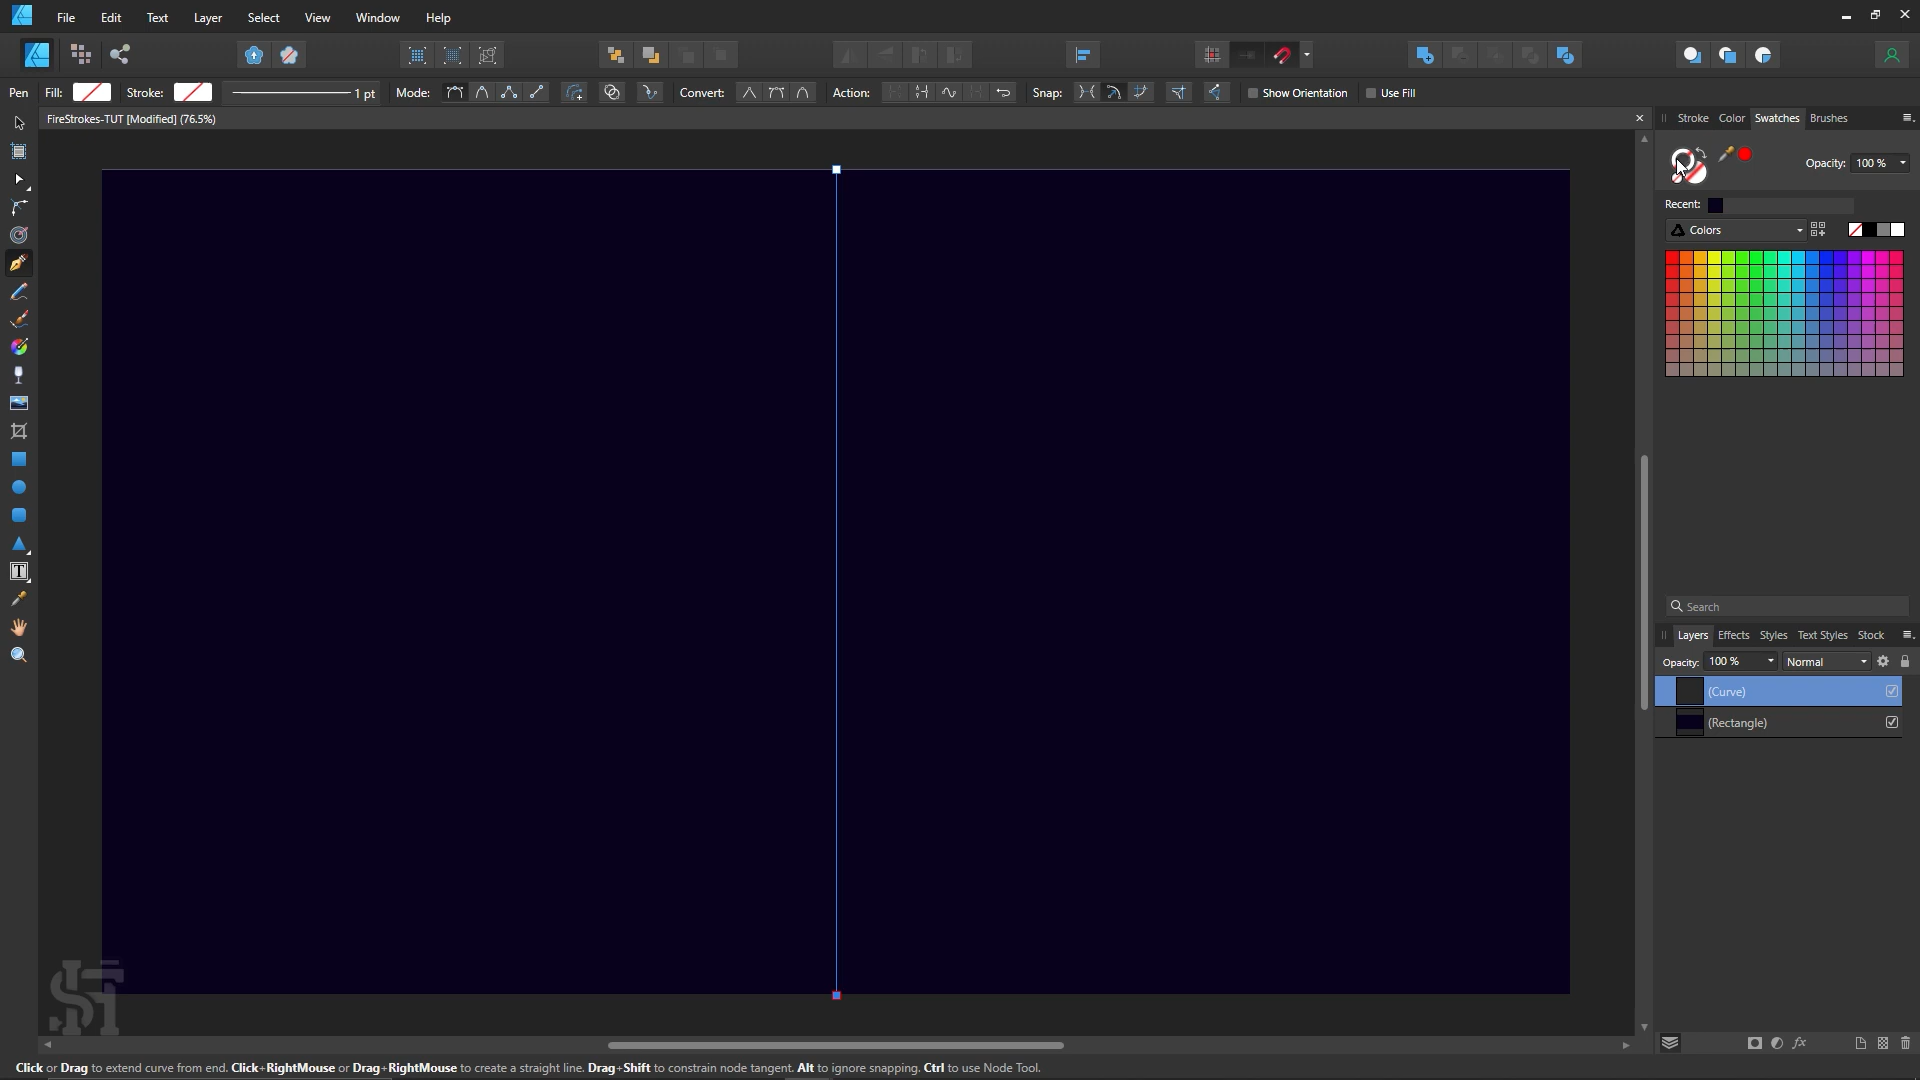 File Edit Text Layer Select View Window Help
Pen Fill: Stroke: 1 pt Mode: Convert: Action: Snap: Show Orientation Use Fill
FireStrokes-TUT [Modified] (76.5%)
Stroke Color Swatches Brushes
Opacity: 100 %
Recent:
Colors
Search
Layers Effects Styles Text Styles Stock
Opacity: 100 % Normal
(Curve)
(Rectangle)
Click or Drag to extend curve from end. Click+RightMouse or Drag+RightMouse to create a straight line. Drag+Shift to constrain node tangent. Alt to ignore snapping. Ctrl to use Node Tool.